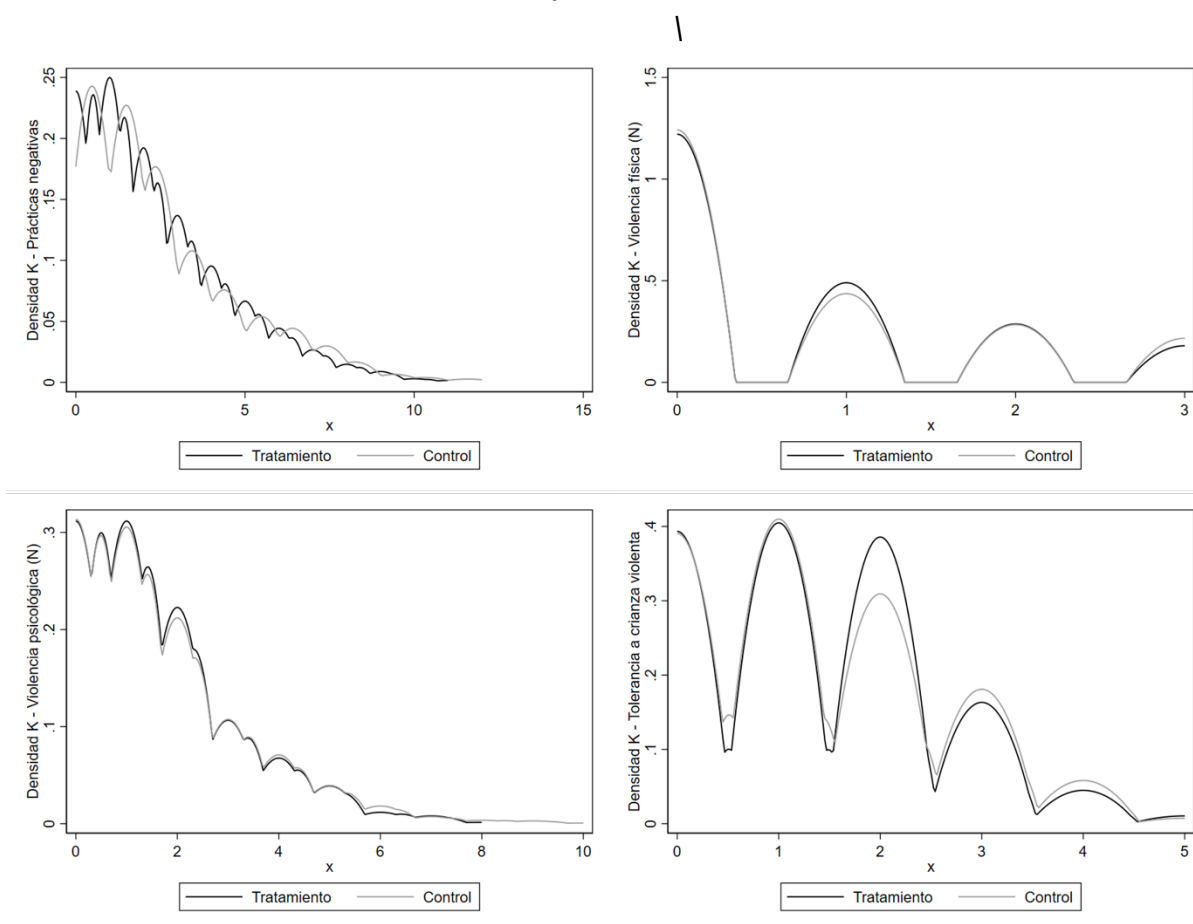 \
Densidad K - Prácticas negativas
.25
.2
.15
.1
.05
0
0 5 10 15
x
Tratamiento Control
Densidad K - Violencia física (N)
1.5
1
.5
0
0 1 2 3
x
Tratamiento Control
Densidad K - Violencia psicológica (N)
.3
.2
.1
0
0 2 4 6 8 10
x
Tratamiento Control
Densidad K - Tolerancia a crianza violenta
.4
.3
.2
.1
0
0 1 2 3 4 5
x
Tratamiento Control